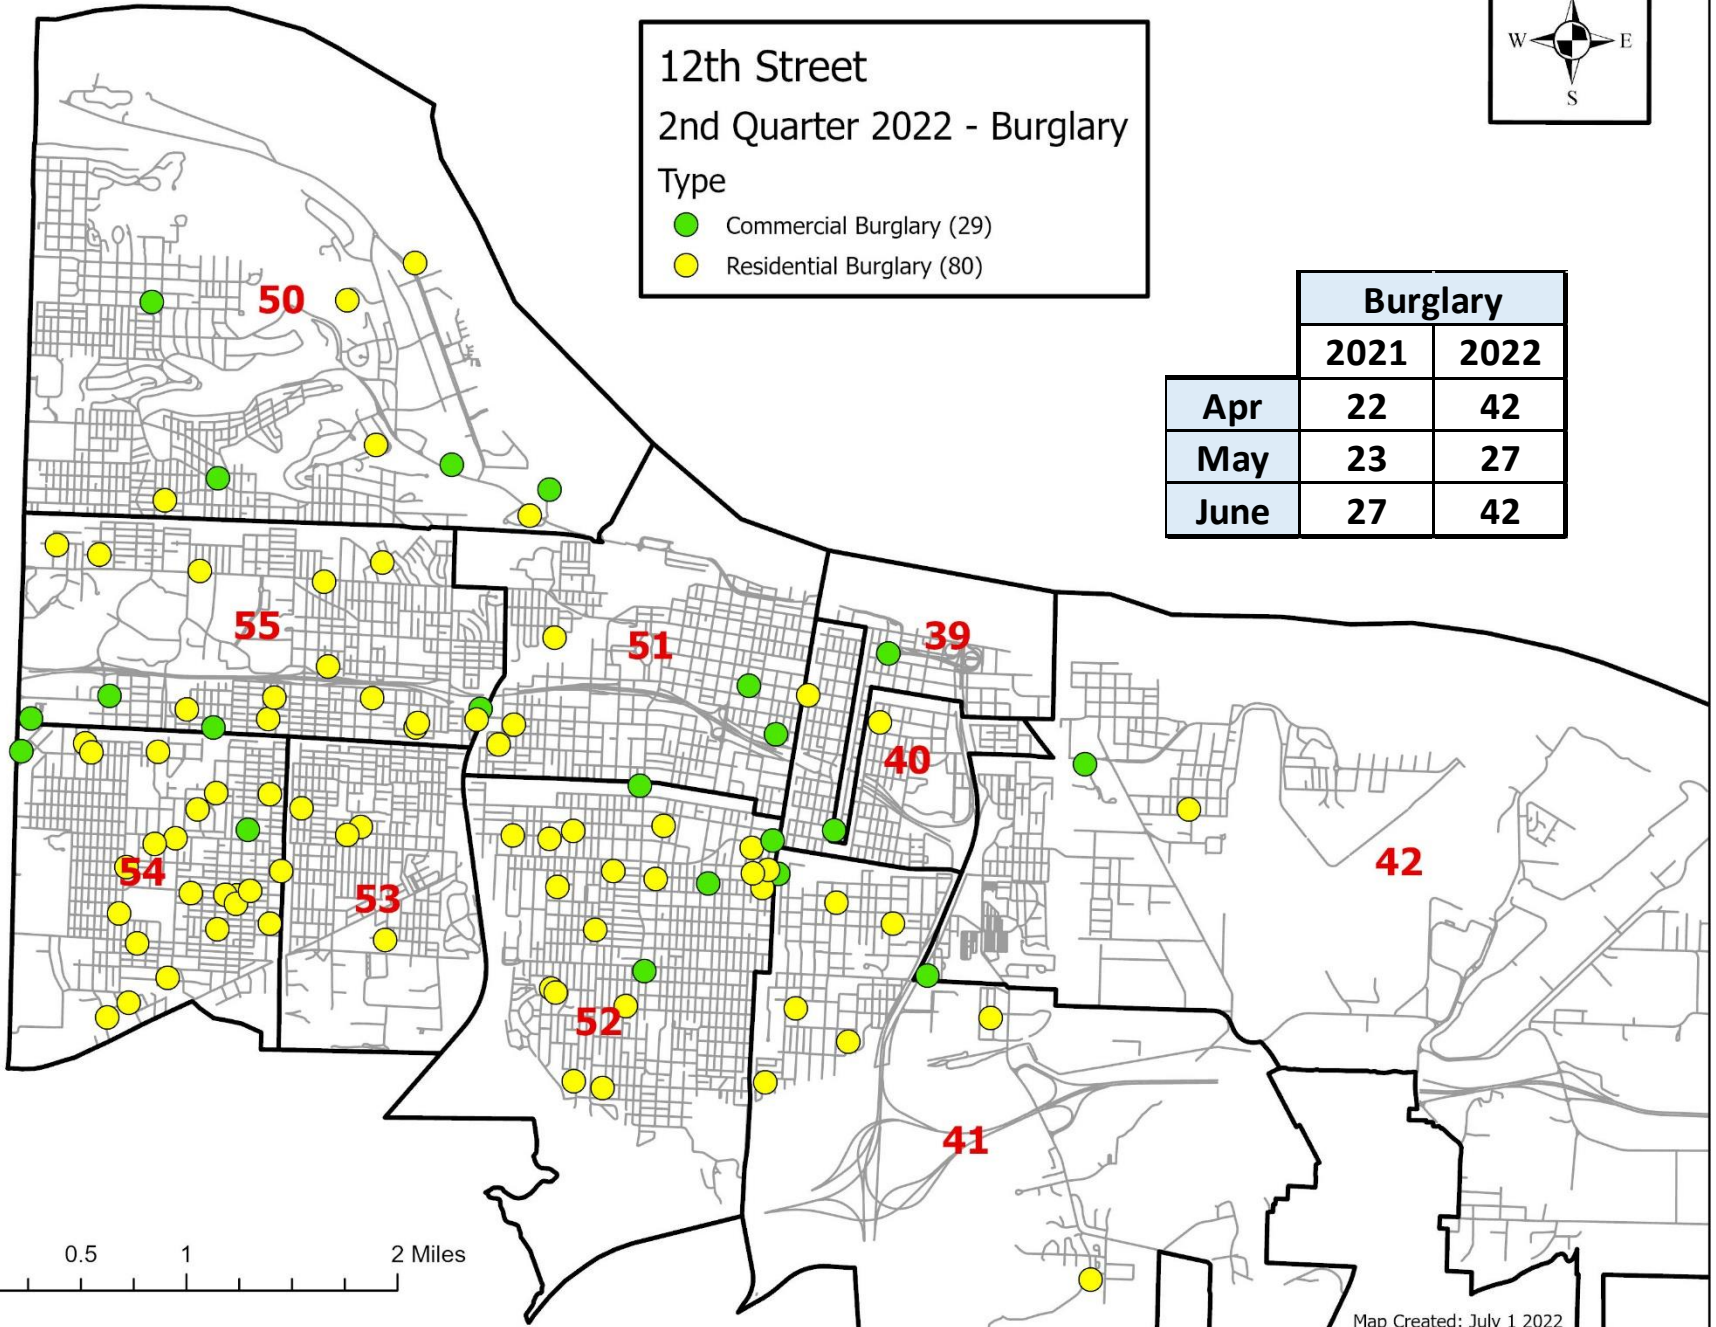 W E
S
12th Street
2nd Quarter 2022 - Burglary
Type
Commercial Burglary (29)
Residential Burglary (80)
Burglary
2021 2022
Apr 22 42
May 23 27
June 27 42
50
55
51
39
40
42
54
53
52
41
0.5 1 2 Miles
Map Created: July 1 2022